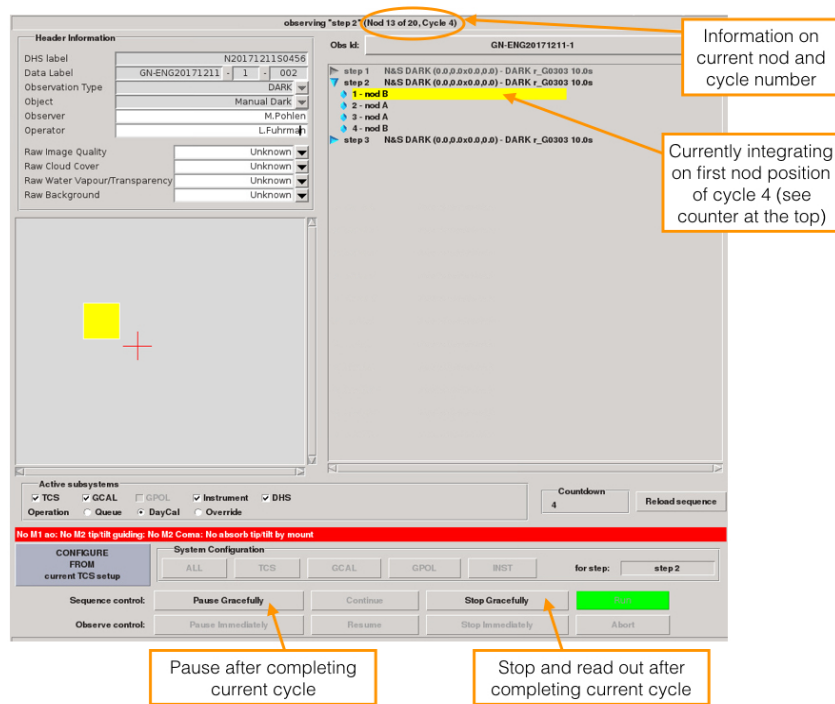 observing "step 2" (Nod 13 of 20, Cycle 4)
Information on
current nod and
cycle number
Header Information
DHS label N20171211S0456
Data Label GN-ENG20171211 - 1 - 002
Observation Type DARK
Object Manual Dark
Observer M.Pohlen
Operator L.Fuhrman
Raw Image Quality Unknown
Raw Cloud Cover Unknown
Raw Water Vapour/Transparency Unknown
Raw Background Unknown
Obs Id: GN-ENG20171211-1
step 1 N&S DARK (0.0,0.0x0.0,0.0) - DARK r_G0303 10.0s
step 2 N&S DARK (0.0,0.0x0.0,0.0) - DARK r_G0303 10.0s
1 - nod B
2 - nod A
3 - nod A
4 - nod B
step 3 N&S DARK (0.0,0.0x0.0,0.0) - DARK r_G0303 10.0s
Currently integrating
on first nod position
of cycle 4 (see
counter at the top)
Active subsystems
TCS GCAL GPOL Instrument DHS
Operation Queue DayCal Override
Countdown
4
Reload sequence
No M1 ao: No M2 tip/tilt guiding: No M2 Coma: No absorb tip/tilt by mount
CONFIGURE
FROM
current TCS setup
System Configuration
ALL TCS GCAL GPOL INST for step: step 2
Sequence control: Pause Gracefully Continue Stop Gracefully Run
Observe control: Pause Immediately Resume Stop Immediately Abort
Pause after completing
current cycle
Stop and read out after
completing current cycle